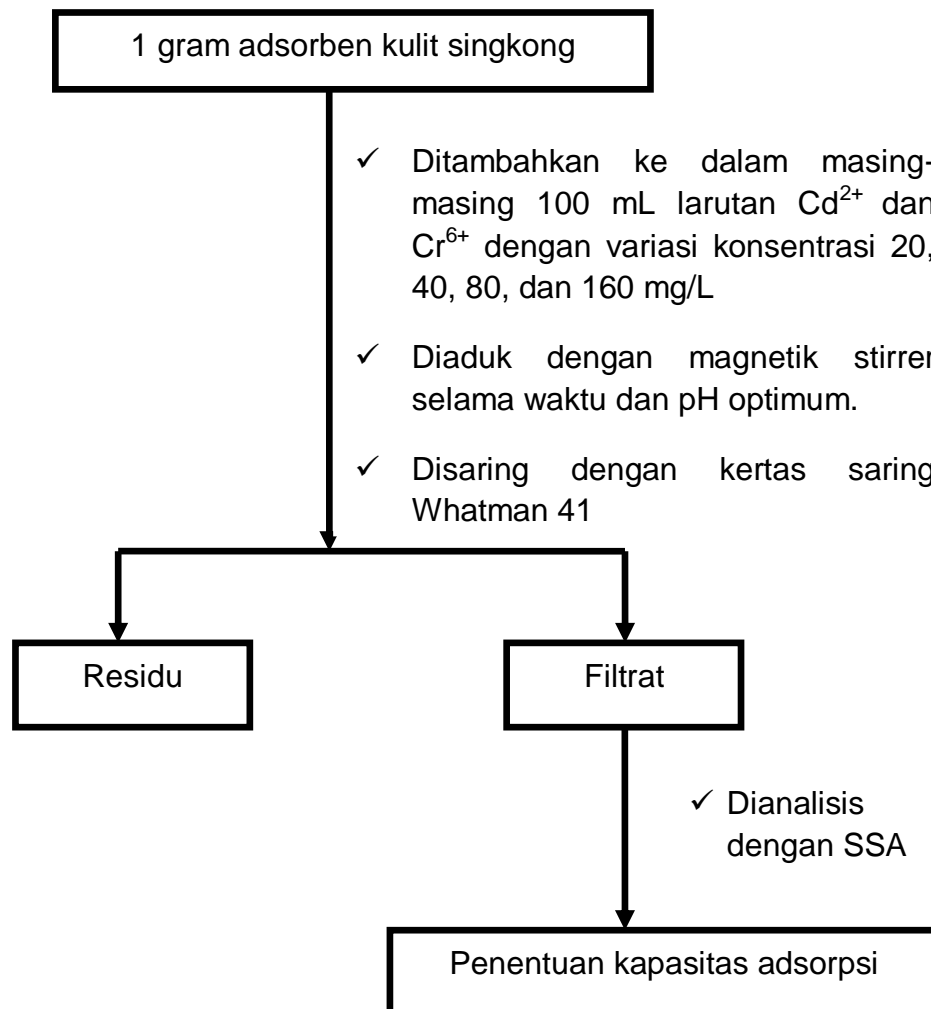 1 gram adsorben kulit singkong
✓ Ditambahkan ke dalam masing-
masing 100 mL larutan Cd²⁺ dan
Cr⁶⁺ dengan variasi konsentrasi 20,
40, 80, dan 160 mg/L
✓ Diaduk dengan magnetik stirrer
selama waktu dan pH optimum.
✓ Disaring dengan kertas saring
Whatman 41
Residu
Filtrat
✓ Dianalisis
dengan SSA
Penentuan kapasitas adsorpsi